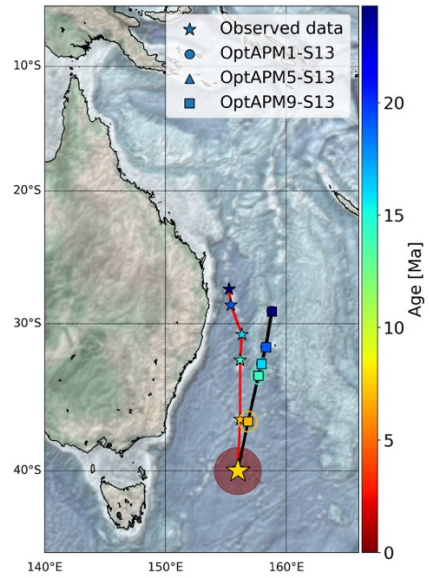 Observed data
OptAPM1-S13
OptAPM5-S13
OptAPM9-S13
10°S
20°S
30°S
40°S
140°E
150°E
160°E
20
15
10
5
0
Age [Ma]